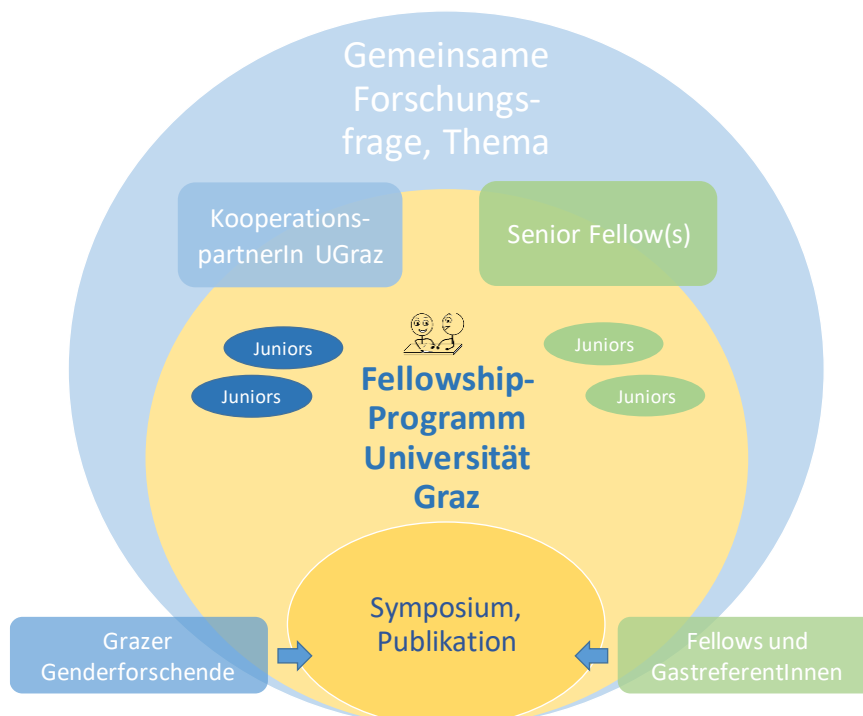 Gemeinsame
Forschungs-
frage, Thema
Kooperations-
partnerIn UGraz
Senior Fellow(s)
Juniors
Juniors
Juniors
Juniors
Fellowship-
Programm
Universität
Graz
Symposium,
Publikation
Grazer
Genderforschende
Fellows und
GastreferentInnen